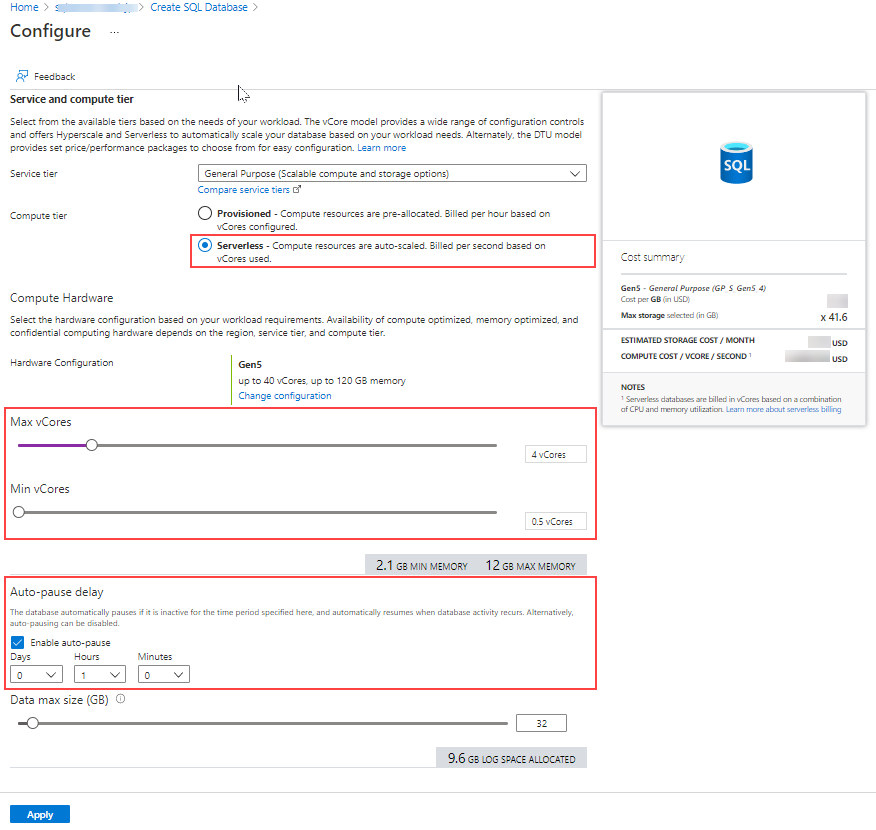 Home > > Create SQL Database >
Configure ...
Feedback
Service and compute tier
Select from the available tiers based on the needs of your workload. The vCore model provides a wide range of configuration controls
and offers Hyperscale and Serverless to automatically scale your database based on your workload needs. Alternately, the DTU model
provides set price/performance packages to choose from for easy configuration. Learn more
Service tier
General Purpose (Scalable compute and storage options)
Compare service tiers
Compute tier
Provisioned - Compute resources are pre-allocated. Billed per hour based on
vCores configured.
Serverless - Compute resources are auto-scaled. Billed per second based on
vCores used.
Compute Hardware
Select the hardware configuration based on your workload requirements. Availability of compute optimized, memory optimized, and
confidential computing hardware depends on the region, service tier, and compute tier.
Hardware Configuration
Gen5
up to 40 vCores, up to 120 GB memory
Change configuration
Max vCores
4 vCores
Min vCores
0.5 vCores
2.1 GB MIN MEMORY 12 GB MAX MEMORY
Auto-pause delay
The database automatically pauses if it is inactive for the time period specified here, and automatically resumes when database activity recurs. Alternatively,
auto-pausing can be disabled.
Enable auto-pause
Days Hours Minutes
0 1 0
Data max size (GB)
32
9.6 GB LOG SPACE ALLOCATED
Apply
SQL
Cost summary
Gen5 - General Purpose (GP_S_Gen5_4)
Cost per GB (in USD)
Max storage selected (in GB) x 41.6
ESTIMATED STORAGE COST / MONTH USD
COMPUTE COST / VCORE / SECOND 1 USD
NOTES
1 Serverless databases are billed in vCores based on a combination
of CPU and memory utilization. Learn more about serverless billing